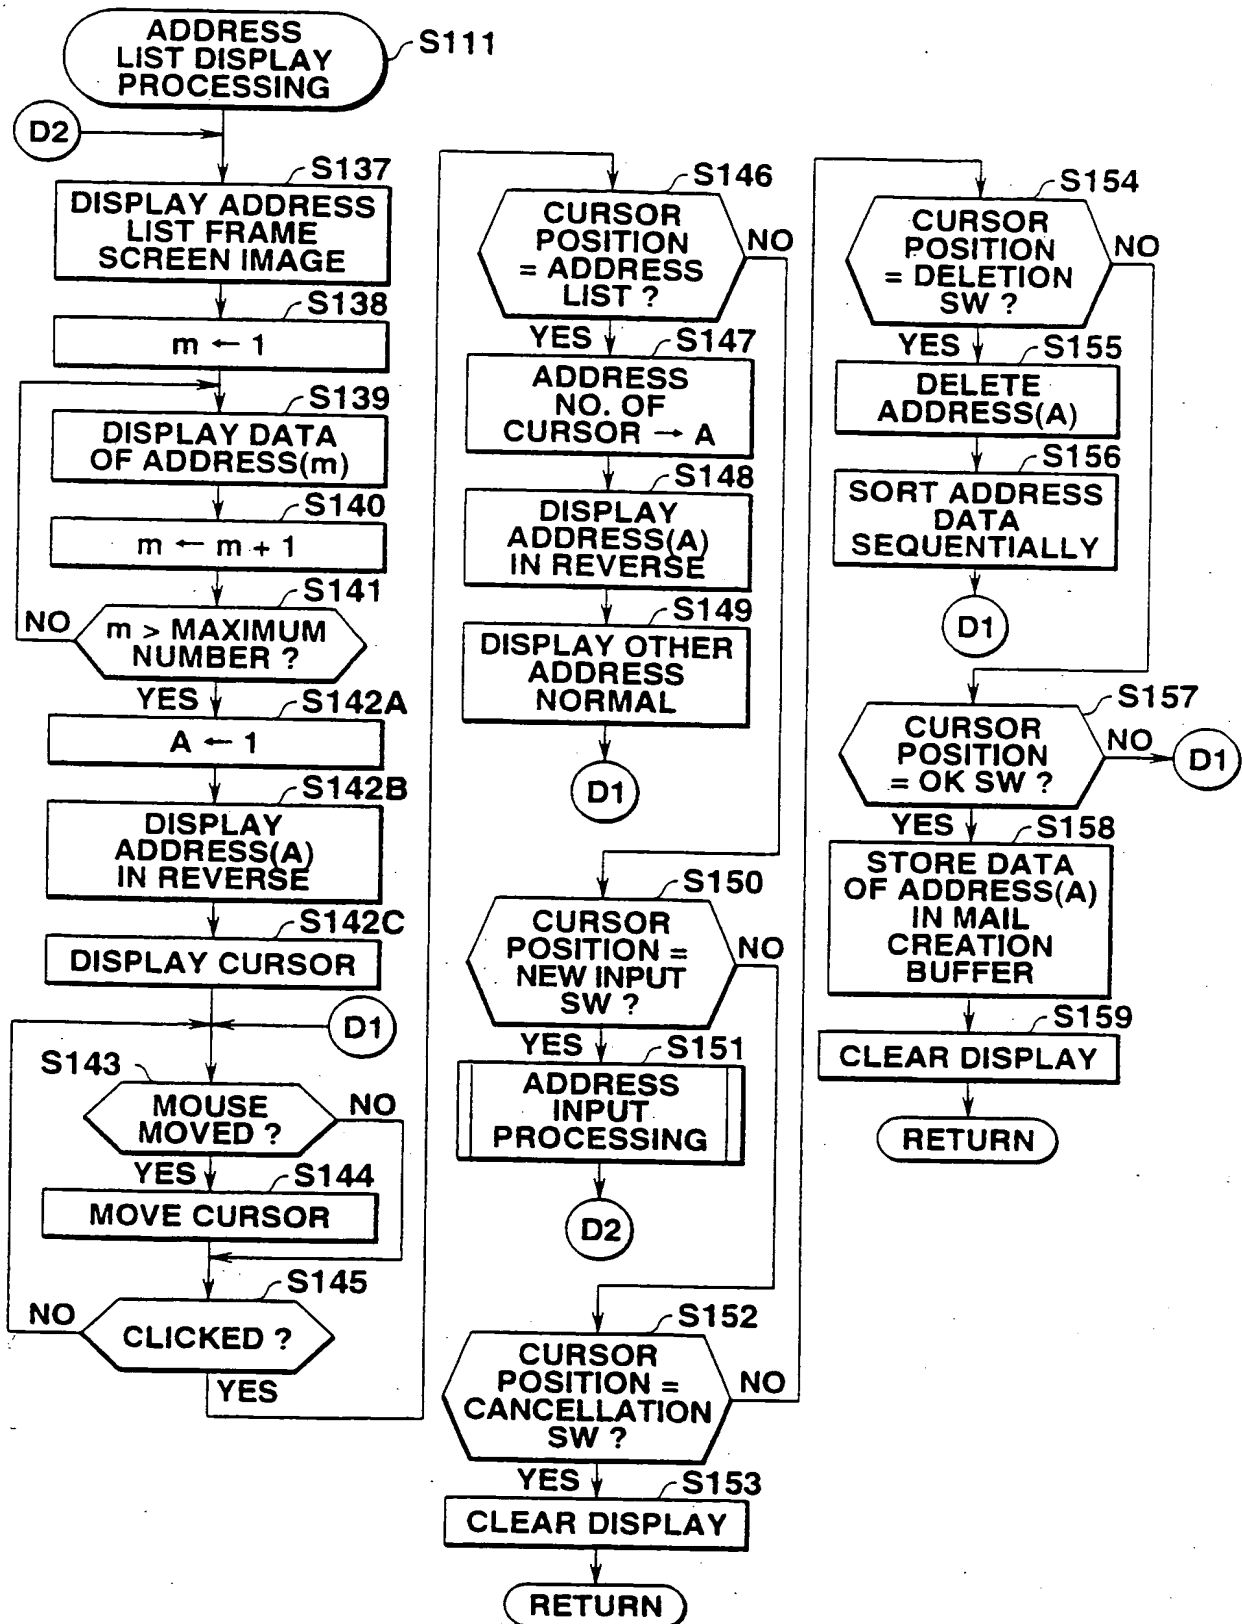 ADDRESS
LIST DISPLAY
PROCESSING
S111
D2
S137
DISPLAY ADDRESS
LIST FRAME
SCREEN IMAGE
S138
m ← 1
S139
DISPLAY DATA
OF ADDRESS(m)
S140
m ← m + 1
S141
NO
m > MAXIMUM
NUMBER ?
YES
S142A
A ← 1
S142B
DISPLAY
ADDRESS(A)
IN REVERSE
S142C
DISPLAY CURSOR
D1
S143
MOUSE
MOVED ?
NO
YES
S144
MOVE CURSOR
S145
NO
CLICKED ?
YES
S146
CURSOR
POSITION
= ADDRESS
LIST ?
NO
YES
S147
ADDRESS
NO. OF
CURSOR → A
S148
DISPLAY
ADDRESS(A)
IN REVERSE
S149
DISPLAY OTHER
ADDRESS
NORMAL
D1
S150
CURSOR
POSITION =
NEW INPUT
SW ?
NO
YES
S151
ADDRESS
INPUT
PROCESSING
D2
S152
CURSOR
POSITION =
CANCELLATION
SW ?
NO
YES
S153
CLEAR DISPLAY
RETURN
S154
CURSOR
POSITION
= DELETION
SW ?
NO
YES
S155
DELETE
ADDRESS(A)
S156
SORT ADDRESS
DATA
SEQUENTIALLY
D1
S157
CURSOR
POSITION
= OK SW ?
NO
D1
YES
S158
STORE DATA
OF ADDRESS(A)
IN MAIL
CREATION
BUFFER
S159
CLEAR DISPLAY
RETURN